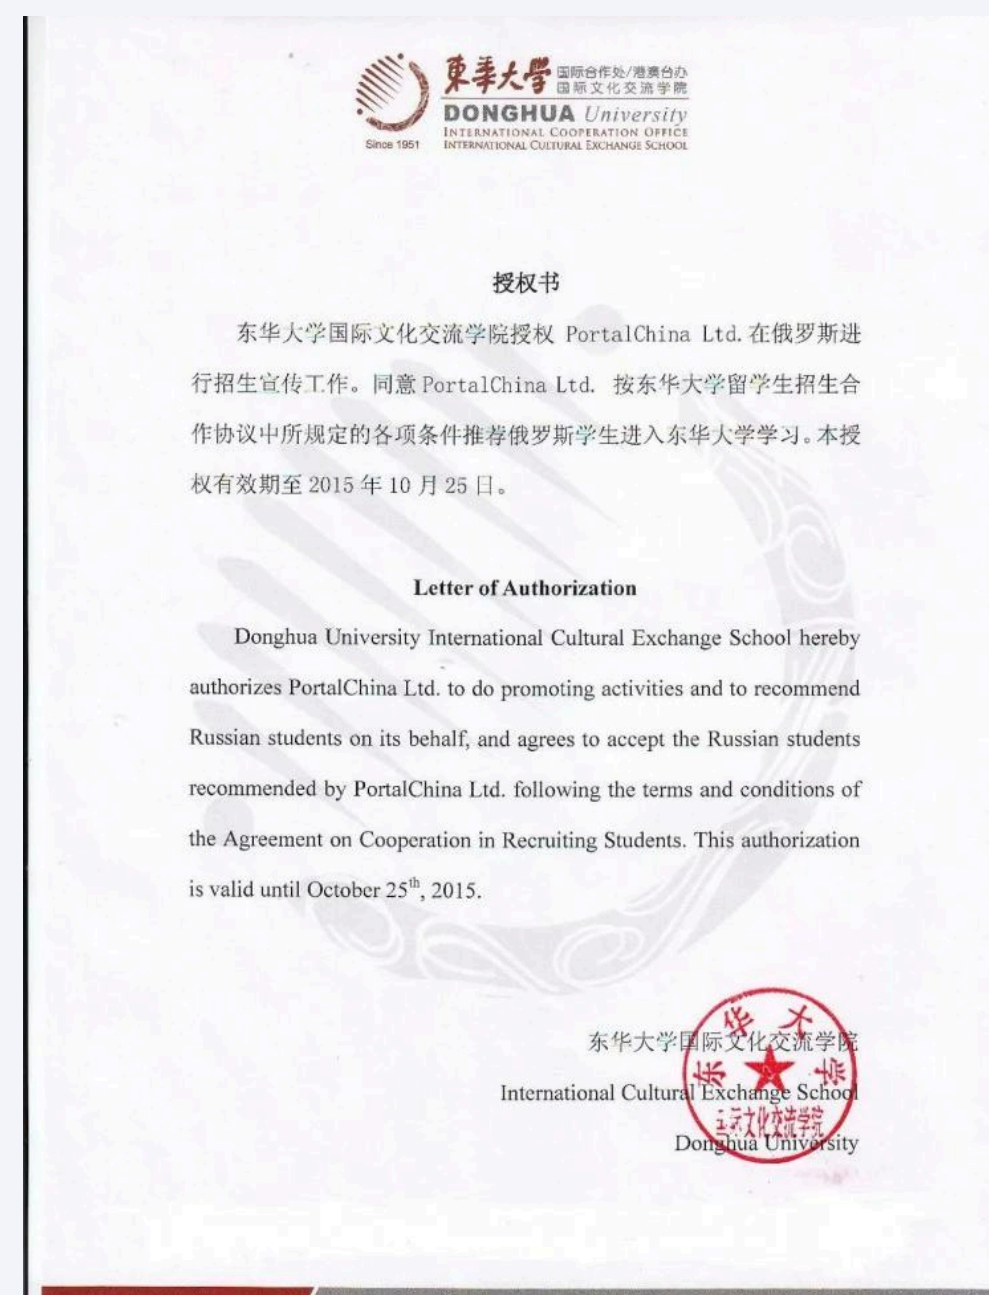 東華大學 国际合作处/港澳台办
国际文化交流学院
DONGHUA University
INTERNATIONAL COOPERATION OFFICE
Since 1951 INTERNATIONAL CULTURAL EXCHANGE SCHOOL
授权书
东华大学国际文化交流学院授权 PortalChina Ltd. 在俄罗斯进
行招生宣传工作。同意 PortalChina Ltd. 按东华大学留学生招生合
作协议中所规定的各项条件推荐俄罗斯学生进入东华大学学习。本授
权有效期至 2015 年 10 月 25 日。
Letter of Authorization
Donghua University International Cultural Exchange School hereby
authorizes PortalChina Ltd. to do promoting activities and to recommend
Russian students on its behalf, and agrees to accept the Russian students
recommended by PortalChina Ltd. following the terms and conditions of
the Agreement on Cooperation in Recruiting Students. This authorization
is valid until October 25th, 2015.
东华大学国际文化交流学院
International Cultural Exchange School
Donghua University
东华大学
文化交流学院